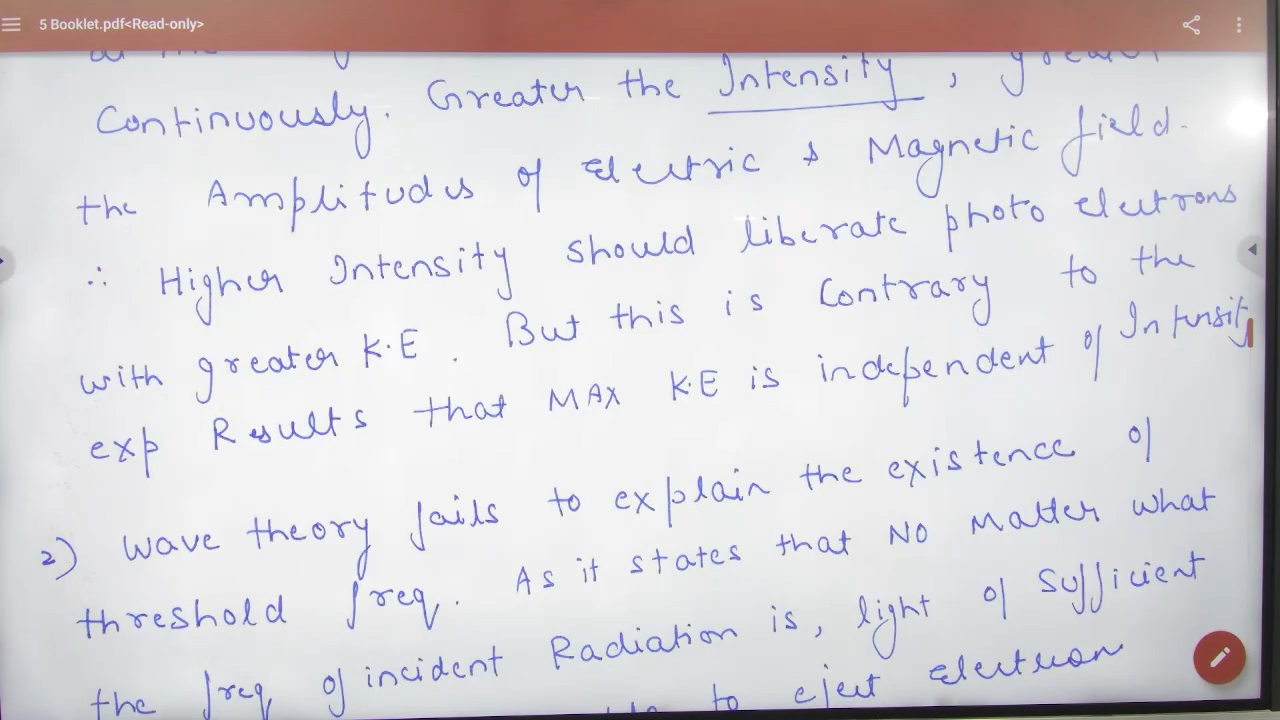 5 Booklet.pdf<Read-only>
Continuously. Greater the Intensity,
the Amplitudes of Electric & Magnetic field.
∴ Higher Intensity should liberate photo electrons
with greater K.E. But this is Contrary to the
exp Results that MAX K.E is independent of Intensity
2) Wave theory fails to explain the existence of
threshold freq. As it states that NO Matter what
the freq of incident Radiation is, light of Sufficient
to eject electron